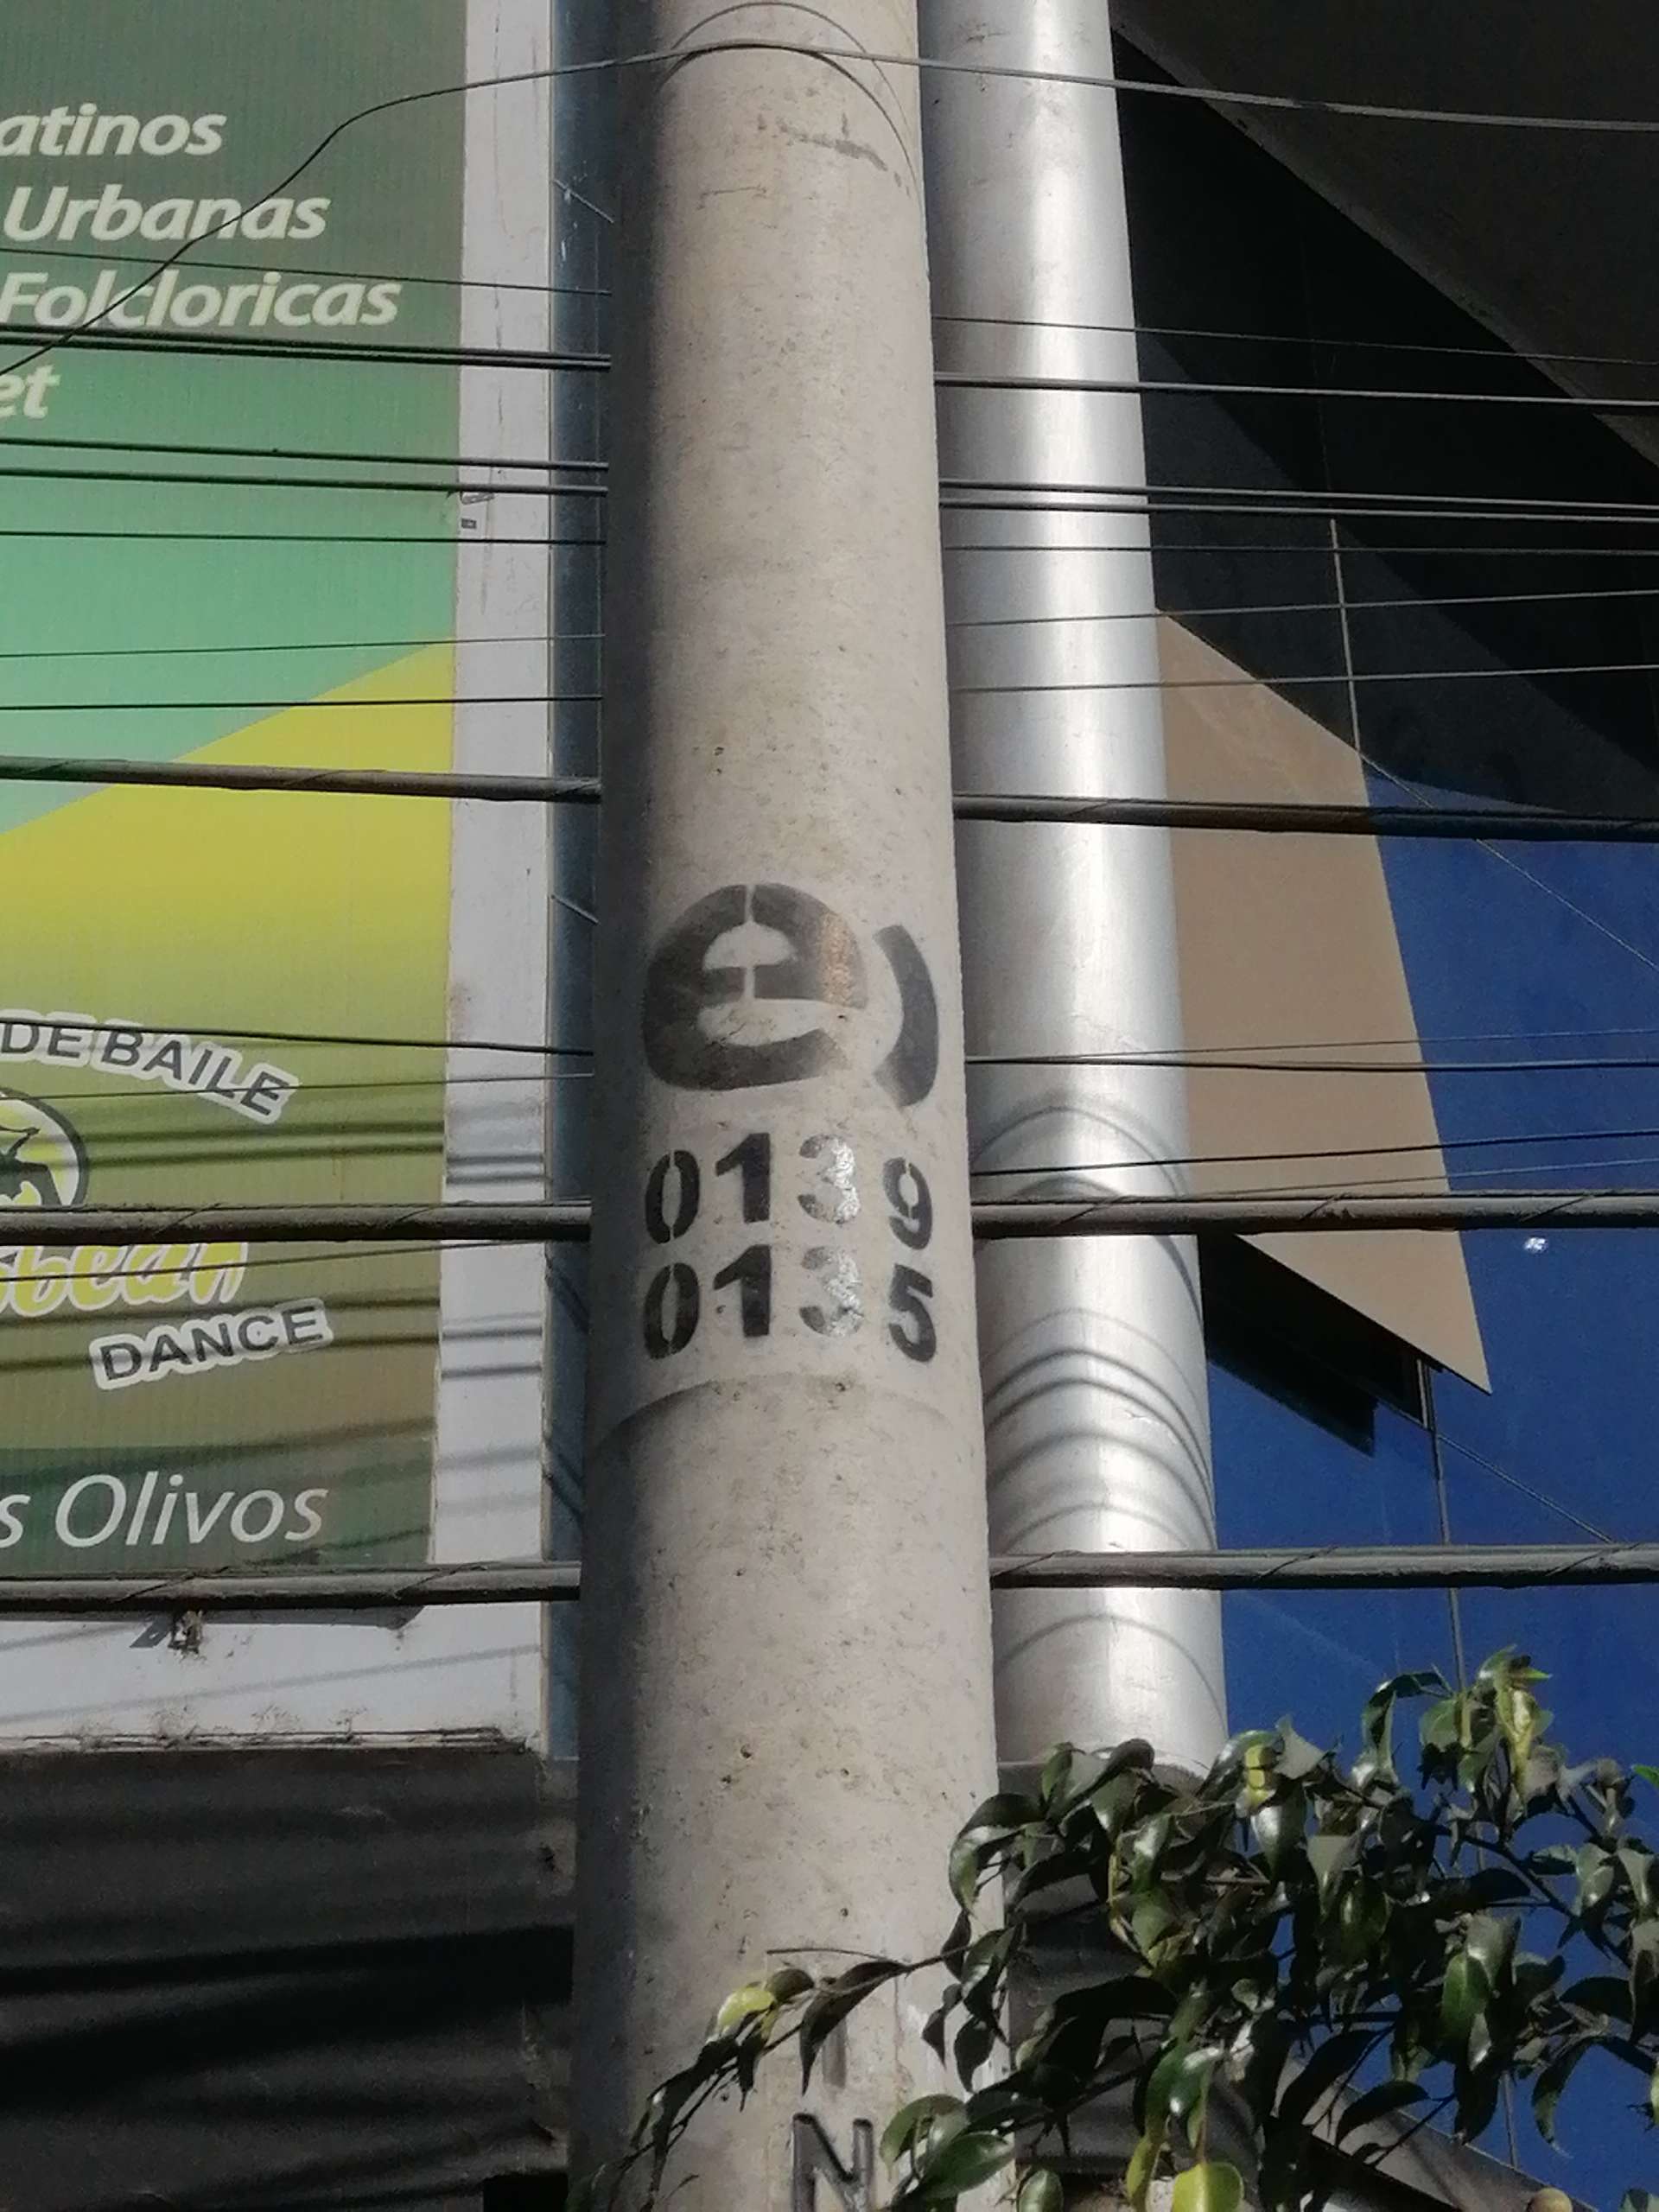 atinos
Urbanas
Folcloricas
et
DE BAILE
DANCE
s Olivos
e)
0139
0135
N